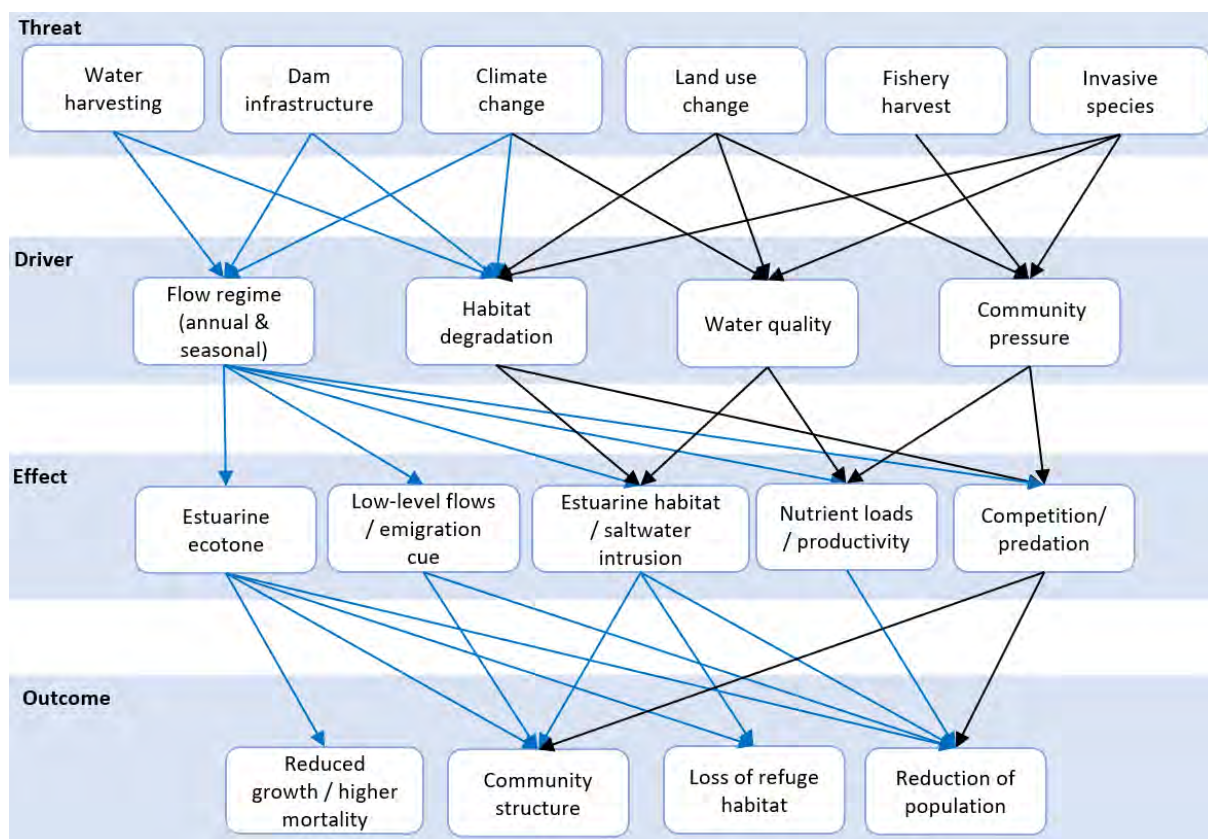 Threat
Water
harvesting
Dam
infrastructure
Climate
change
Land use
change
Fishery
harvest
Invasive
species
Driver
Flow regime
(annual &
seasonal)
Habitat
degradation
Water quality
Community
pressure
Effect
Estuarine
ecotone
Low-level flows
/ emigration
cue
Estuarine habitat
/ saltwater
intrusion
Nutrient loads
/ productivity
Competition/
predation
Outcome
Reduced
growth / higher
mortality
Community
structure
Loss of refuge
habitat
Reduction of
population